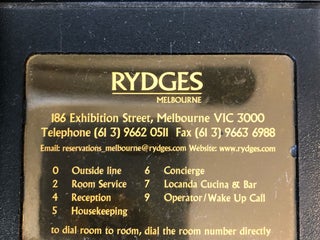 RYDGES
MELBOURNE
186 Exhibition Street, Melbourne VIC 3000
Telephone (61 3) 9662 0511 Fax (61 3) 9663 6988
Email: reservations_melbourne@rydges.com Website: www.rydges.com
0 Outside line 6 Concierge
2 Room Service 7 Locanda Cucina & Bar
4 Reception 9 Operator/Wake Up Call
5 Housekeeping
to dial room to room, dial the room number directly